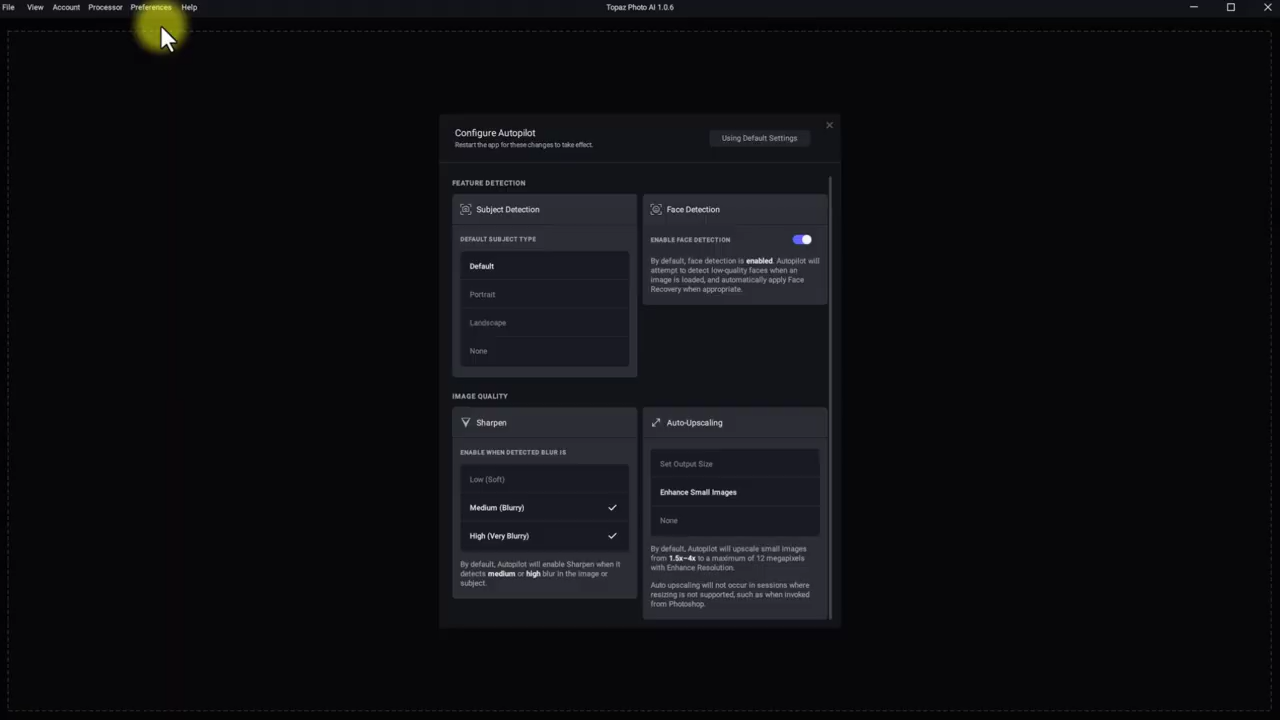 File View Account Processor Preferences Help
Topaz Photo AI 1.0.6
Configure Autopilot
Restart the app for these changes to take effect.
Using Default Settings
FEATURE DETECTION
Subject Detection
DEFAULT SUBJECT TYPE
Default
Portrait
Landscape
None
Face Detection
ENABLE FACE DETECTION
By default, face detection is enabled. Autopilot will
attempt to detect low-quality faces when an
image is loaded, and automatically apply Face
Recovery when appropriate.
IMAGE QUALITY
Sharpen
ENABLE WHEN DETECTED BLUR IS
Low (Soft)
Medium (Blurry)
High (Very Blurry)
By default, Autopilot will enable Sharpen when it
detects medium or high blur in the image or
subject.
Auto-Upscaling
Set Output Size
Enhance Small Images
None
By default, Autopilot will upscale small images
from 1.5x–4x to a maximum of 12 megapixels
with Enhance Resolution.
Auto upscaling will not occur in sessions where
resizing is not supported, such as when invoked
from Photoshop.